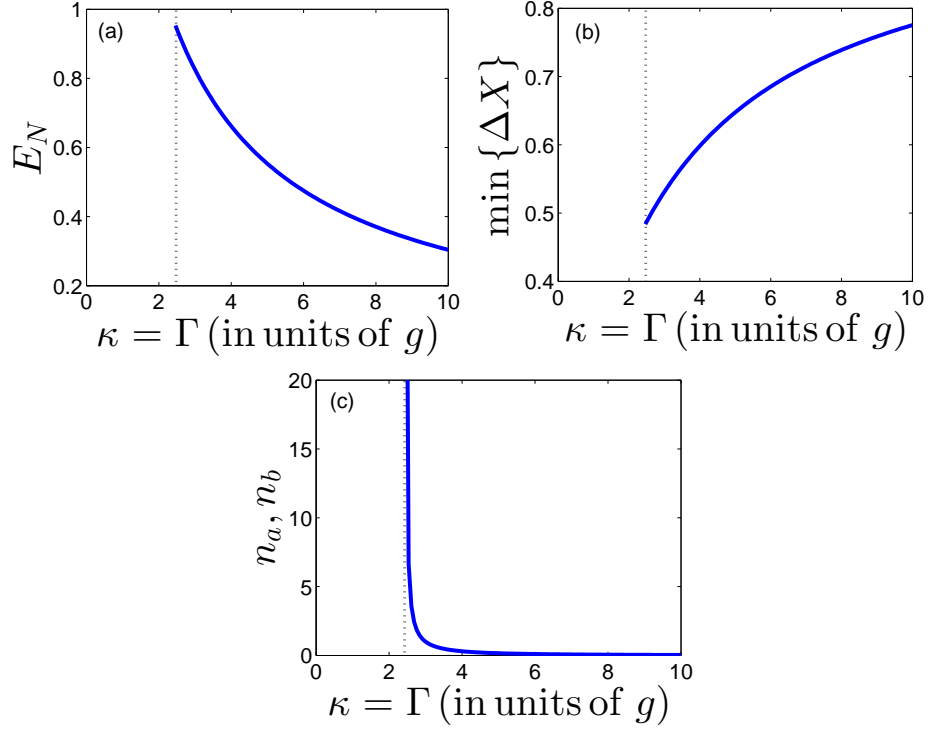 (a)
1
0.8
0.6
0.4
0.2
E_N
0 2 4 6 8 10
κ = Γ (in units of g)
(b)
0.8
0.7
0.6
0.5
0.4
min {ΔX}
0 2 4 6 8 10
κ = Γ (in units of g)
(c)
20
15
10
5
0
n_a, n_b
0 2 4 6 8 10
κ = Γ (in units of g)